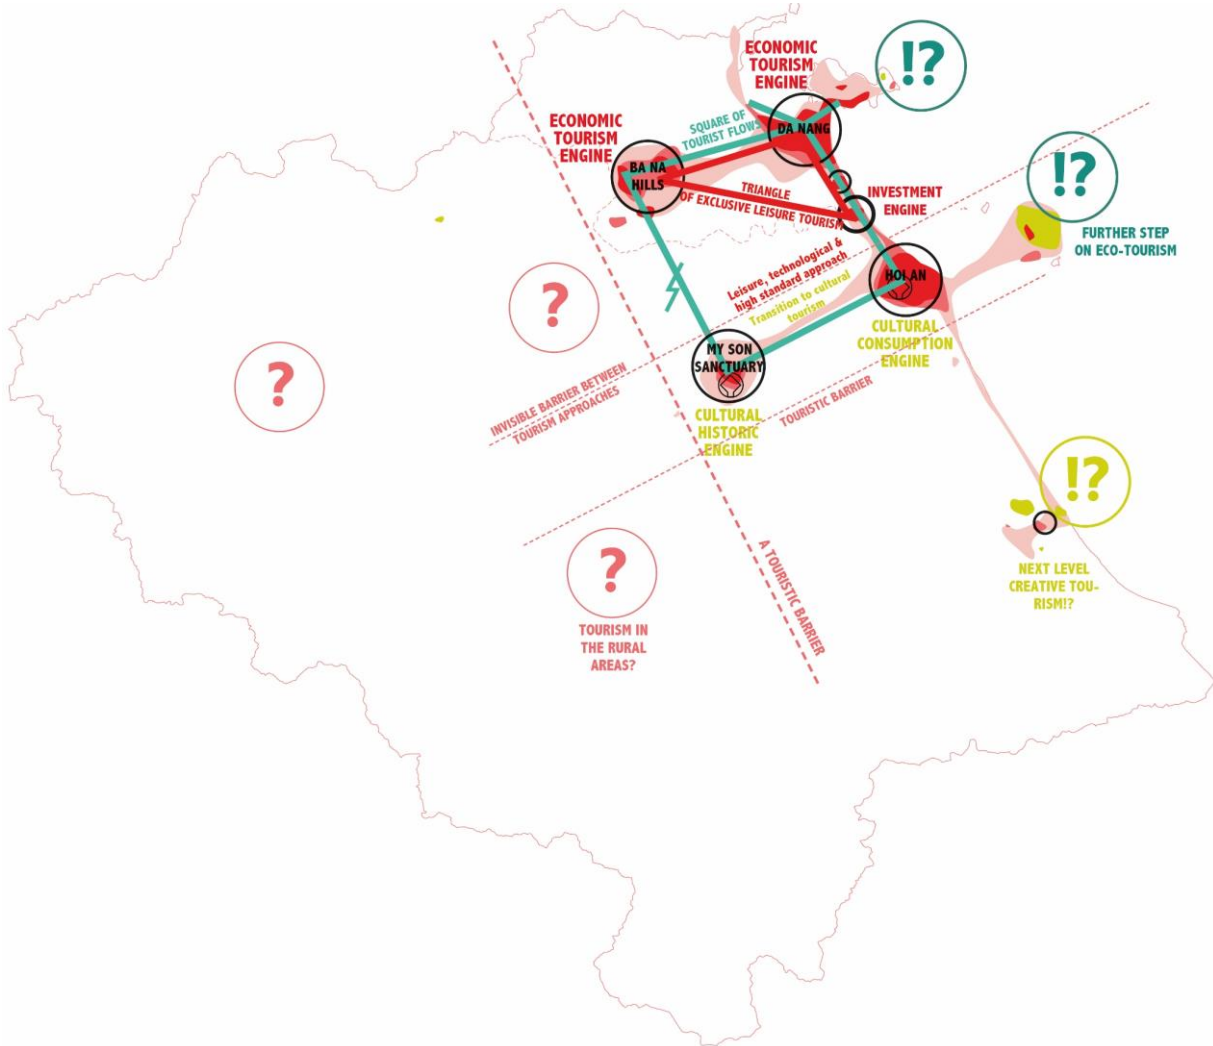 ECONOMIC
TOURISM
ENGINE
!?
ECONOMIC
TOURISM
ENGINE
SQUARE OF
TOURIST FLOWS
DA NANG
BA NA
HILLS
TRIANGLE
OF EXCLUSIVE LEISURE TOURISM
INVESTMENT
ENGINE
!?
FURTHER STEP
ON ECO-TOURISM
Leisure, technological &
high standard approach
Transition to cultural
tourism
HOI AN
CULTURAL
CONSUMPTION
ENGINE
?
?
MY SON
SANCTUARY
CULTURAL
HISTORIC
ENGINE
INVISIBLE BARRIER BETWEEN
TOURISM APPROACHES
TOURISTIC BARRIER
!?
NEXT LEVEL
CREATIVE TOU-
RISM!?
?
TOURISM IN
THE RURAL
AREAS?
A TOURISTIC BARRIER